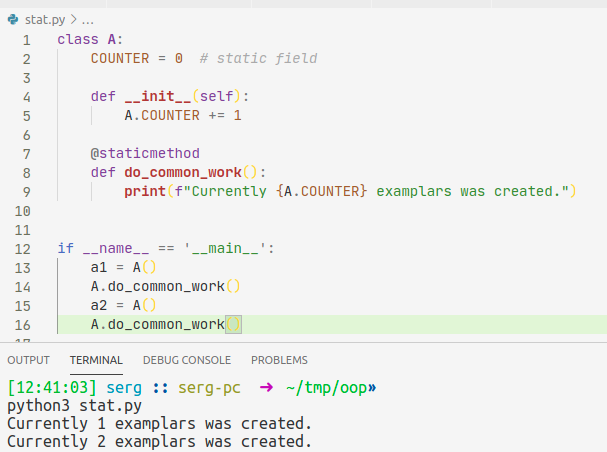 stat.py > ...
1 class A:
2     COUNTER = 0  # static field
3
4     def __init__(self):
5         A.COUNTER += 1
6
7     @staticmethod
8     def do_common_work():
9         print(f"Currently {A.COUNTER} examplars was created.")
10
11
12 if __name__ == '__main__':
13     a1 = A()
14     A.do_common_work()
15     a2 = A()
16     A.do_common_work()
17
OUTPUT TERMINAL DEBUG CONSOLE PROBLEMS
[12:41:03] serg :: serg-pc ➜ ~/tmp/oop»
python3 stat.py
Currently 1 examplars was created.
Currently 2 examplars was created.